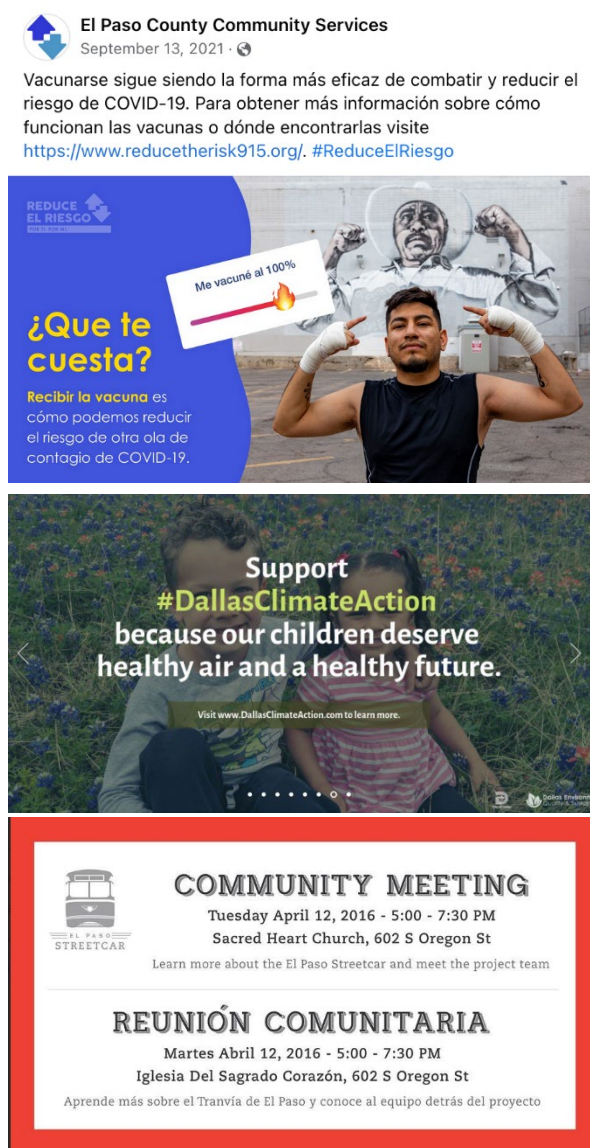 El Paso County Community Services
September 13, 2021 ·
Vacunarse sigue siendo la forma más eficaz de combatir y reducir el
riesgo de COVID-19. Para obtener más información sobre cómo
funcionan las vacunas o dónde encontrarlas visite
https://www.reducetherisk915.org/. #ReduceElRiesgo
REDUCE
EL RIESGO
POR TI. POR MI.
Me vacuné al 100%
¿Que te
cuesta?
Recibir la vacuna es
cómo podemos reducir
el riesgo de otra ola de
contagio de COVID-19.
Support
#DallasClimateAction
because our children deserve
healthy air and a healthy future.
Visit www.DallasClimateAction.com to learn more.
Dallas Environ
Quality &
EL PASO
STREETCAR
COMMUNITY MEETING
Tuesday April 12, 2016 - 5:00 - 7:30 PM
Sacred Heart Church, 602 S Oregon St
Learn more about the El Paso Streetcar and meet the project team
REUNIÓN COMUNITARIA
Martes Abril 12, 2016 - 5:00 - 7:30 PM
Iglesia Del Sagrado Corazón, 602 S Oregon St
Aprende más sobre el Tranvía de El Paso y conoce al equipo detrás del proyecto